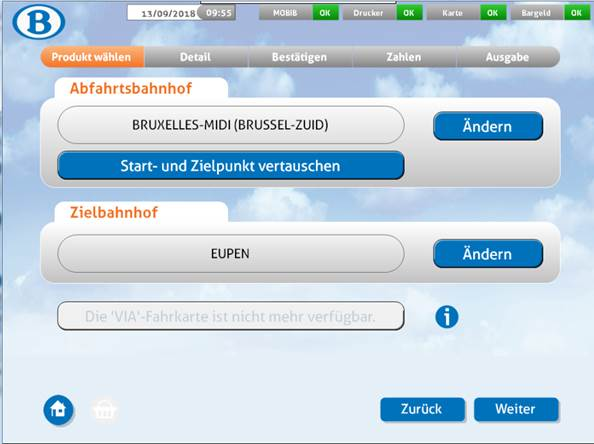 B
13/09/2018 09:55 MOBIB OK Drucker OK Karte OK Bargeld OK
Produkt wählen Detail Bestätigen Zahlen Ausgabe
Abfahrtsbahnhof
BRUXELLES-MIDI (BRUSSEL-ZUID)
Ändern
Start- und Zielpunkt vertauschen
Zielbahnhof
EUPEN
Ändern
Die 'VIA'-Fahrkarte ist nicht mehr verfügbar.
i
Zurück Weiter